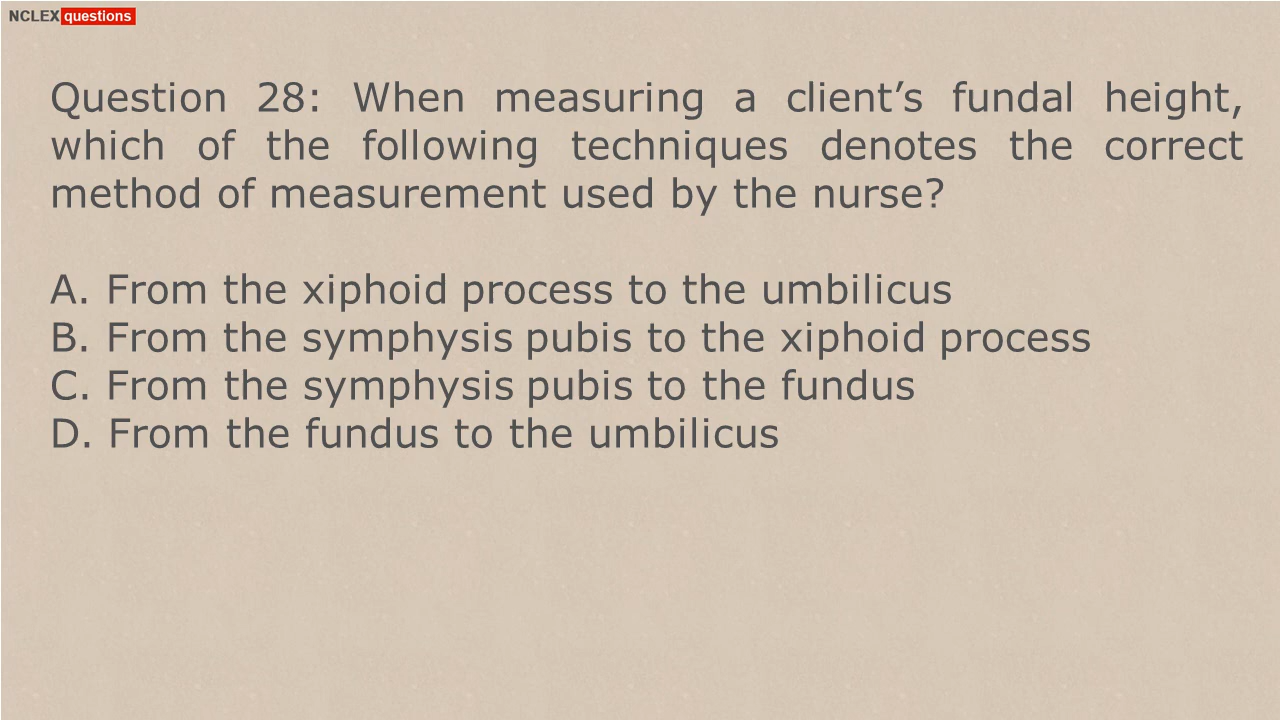 NCLEX questions
Question 28: When measuring a client’s fundal height,
which of the following techniques denotes the correct
method of measurement used by the nurse?
A. From the xiphoid process to the umbilicus
B. From the symphysis pubis to the xiphoid process
C. From the symphysis pubis to the fundus
D. From the fundus to the umbilicus